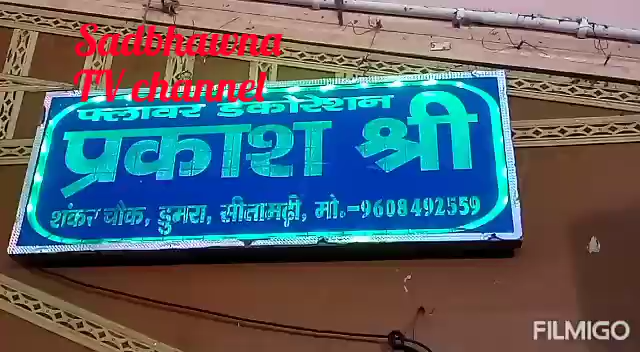 Sadbhawna
TV channel
फ्लावर डेकोरेशन
प्रकाश श्री
शंकर चौक, डुमरा, सीतामढ़ी, मो.-9608492559
FILMIGO